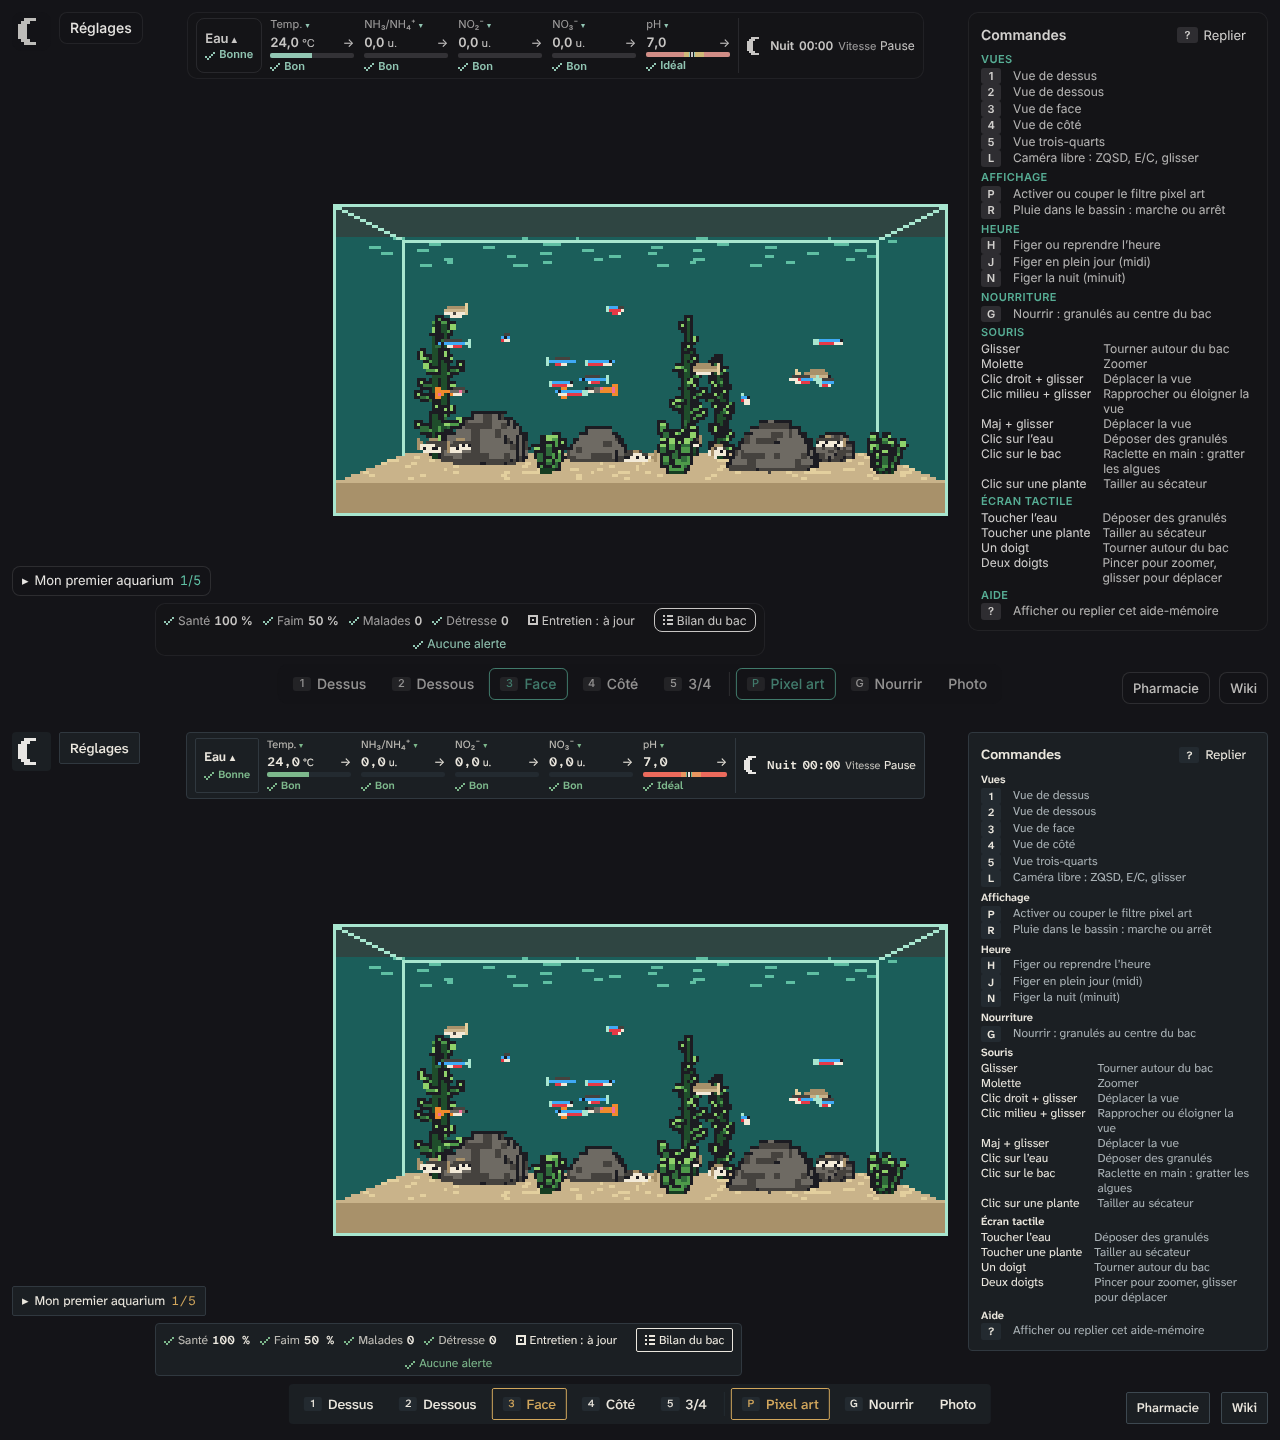 Réglages
Eau ▴
Bonne
Temp. ▾
24,0 °C →
Bon
NH₃/NH₄⁺ ▾
0,0 u. →
Bon
NO₂⁻ ▾
0,0 u. →
Bon
NO₃⁻ ▾
0,0 u. →
Bon
pH ▾
7,0 →
Idéal
Nuit 00:00 Vitesse Pause
Commandes ? Replier
VUES
1 Vue de dessus
2 Vue de dessous
3 Vue de face
4 Vue de côté
5 Vue trois-quarts
L Caméra libre : ZQSD, E/C, glisser
AFFICHAGE
P Activer ou couper le filtre pixel art
R Pluie dans le bassin : marche ou arrêt
HEURE
H Figer ou reprendre l'heure
J Figer en plein jour (midi)
N Figer la nuit (minuit)
NOURRITURE
G Nourrir : granulés au centre du bac
SOURIS
Glisser Tourner autour du bac
Molette Zoomer
Clic droit + glisser Déplacer la vue
Clic milieu + glisser Rapprocher ou éloigner la
vue
Maj + glisser Déplacer la vue
Clic sur l'eau Déposer des granulés
Clic sur le bac Raclette en main : gratter
les algues
Clic sur une plante Tailler au sécateur
ÉCRAN TACTILE
Toucher l'eau Déposer des granulés
Toucher une plante Tailler au sécateur
Un doigt Tourner autour du bac
Deux doigts Pincer pour zoomer,
glisser pour déplacer
AIDE
? Afficher ou replier cet aide-mémoire
▸ Mon premier aquarium 1/5
Santé 100 % Faim 50 % Malades 0 Détresse 0 Entretien : à jour Bilan du bac
Aucune alerte
1 Dessus 2 Dessous 3 Face 4 Côté 5 3/4 P Pixel art G Nourrir Photo
Pharmacie Wiki
Réglages
Eau ▴
Bonne
Temp. ▾
24,0 °C →
Bon
NH₃/NH₄⁺ ▾
0,0 u. →
Bon
NO₂⁻ ▾
0,0 u. →
Bon
NO₃⁻ ▾
0,0 u. →
Bon
pH ▾
7,0 →
Idéal
Nuit 00:00 Vitesse Pause
Commandes ? Replier
Vues
1 Vue de dessus
2 Vue de dessous
3 Vue de face
4 Vue de côté
5 Vue trois-quarts
L Caméra libre : ZQSD, E/C, glisser
Affichage
P Activer ou couper le filtre pixel art
R Pluie dans le bassin : marche ou arrêt
Heure
H Figer ou reprendre l'heure
J Figer en plein jour (midi)
N Figer la nuit (minuit)
Nourriture
G Nourrir : granulés au centre du bac
Souris
Glisser Tourner autour du bac
Molette Zoomer
Clic droit + glisser Déplacer la vue
Clic milieu + glisser Rapprocher ou éloigner la
vue
Maj + glisser Déplacer la vue
Clic sur l'eau Déposer des granulés
Clic sur le bac Raclette en main : gratter les
algues
Clic sur une plante Tailler au sécateur
Écran tactile
Toucher l'eau Déposer des granulés
Toucher une plante Tailler au sécateur
Un doigt Tourner autour du bac
Deux doigts Pincer pour zoomer, glisser
pour déplacer
Aide
? Afficher ou replier cet aide-mémoire
▸ Mon premier aquarium 1/5
Santé 100 % Faim 50 % Malades 0 Détresse 0 Entretien : à jour Bilan du bac
Aucune alerte
1 Dessus 2 Dessous 3 Face 4 Côté 5 3/4 P Pixel art G Nourrir Photo
Pharmacie Wiki